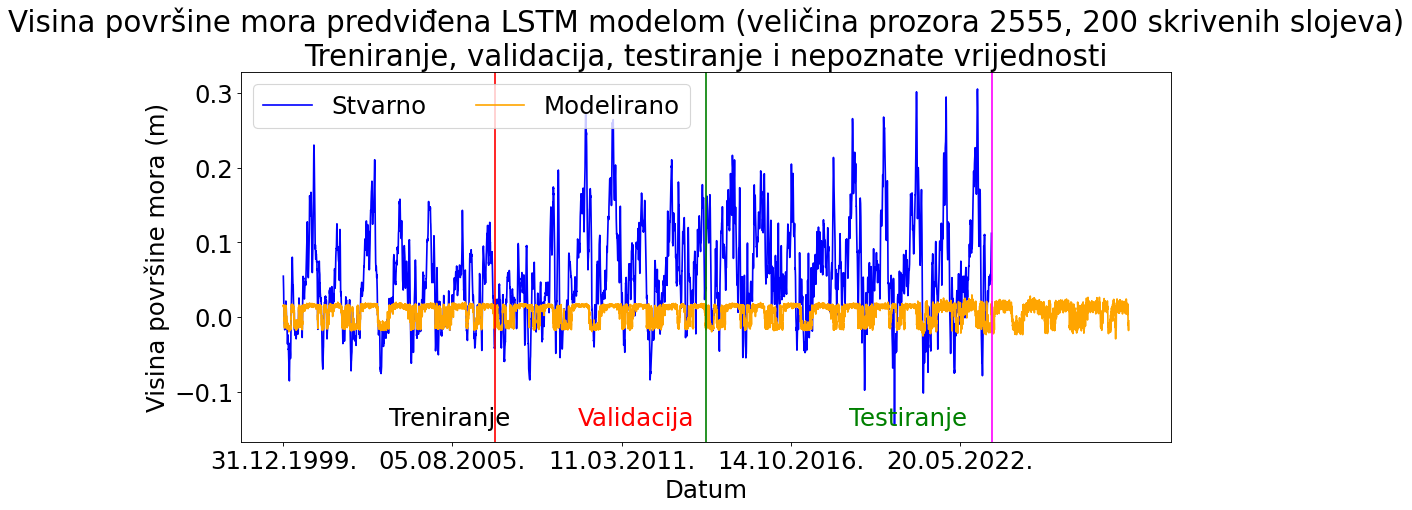 Visina površine mora predviđena LSTM modelom (veličina prozora 2555, 200 skrivenih slojeva)
Treniranje, validacija, testiranje i nepoznate vrijednosti
Stvarno Modelirano
Visina površine mora (m)
0.3
0.2
0.1
0.0
−0.1
Treniranje Validacija Testiranje
31.12.1999. 05.08.2005. 11.03.2011. 14.10.2016. 20.05.2022.
Datum